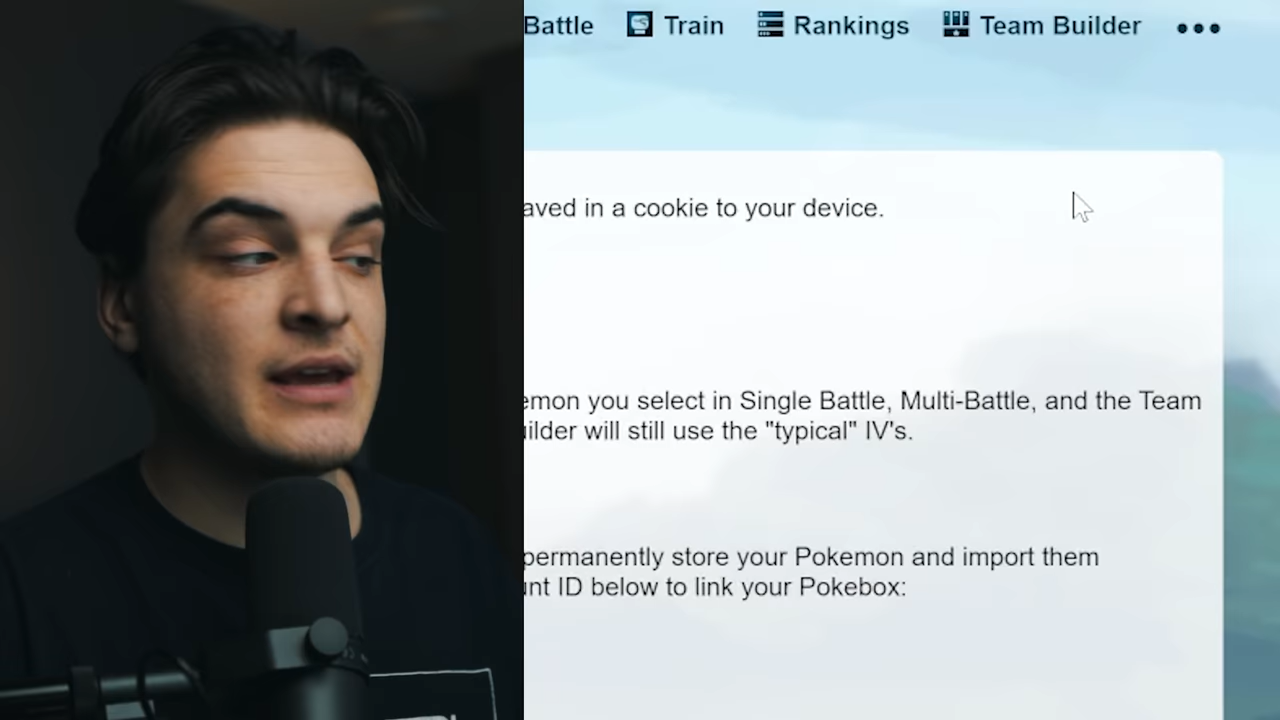 Battle Train Rankings Team Builder
aved in a cookie to your device.
emon you select in Single Battle, Multi-Battle, and the Team
ilder will still use the "typical" IV's.
permanently store your Pokemon and import them
nt ID below to link your Pokebox: